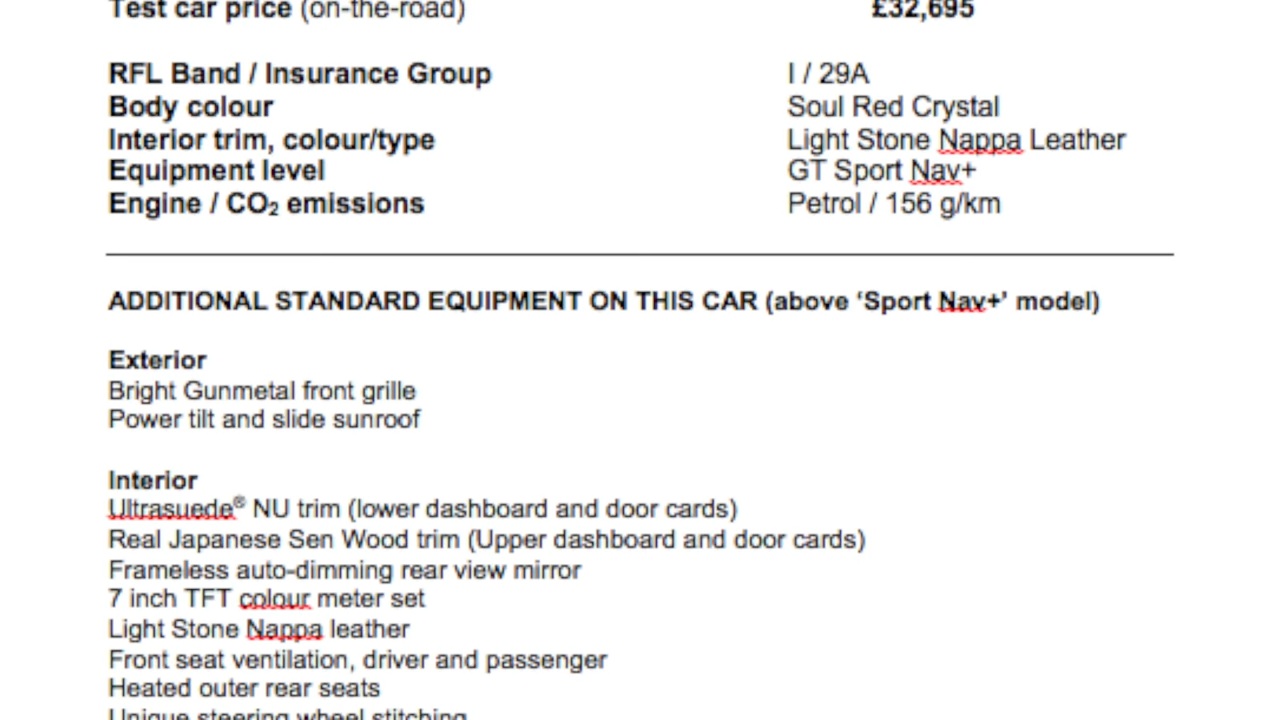 Test car price (on-the-road) £32,695
RFL Band / Insurance Group I / 29A
Body colour Soul Red Crystal
Interior trim, colour/type Light Stone Nappa Leather
Equipment level GT Sport Nav+
Engine / CO₂ emissions Petrol / 156 g/km
ADDITIONAL STANDARD EQUIPMENT ON THIS CAR (above ‘Sport Nav+’ model)
Exterior
Bright Gunmetal front grille
Power tilt and slide sunroof
Interior
Ultrasuede® NU trim (lower dashboard and door cards)
Real Japanese Sen Wood trim (Upper dashboard and door cards)
Frameless auto-dimming rear view mirror
7 inch TFT colour meter set
Light Stone Nappa leather
Front seat ventilation, driver and passenger
Heated outer rear seats
Unique steering wheel stitching